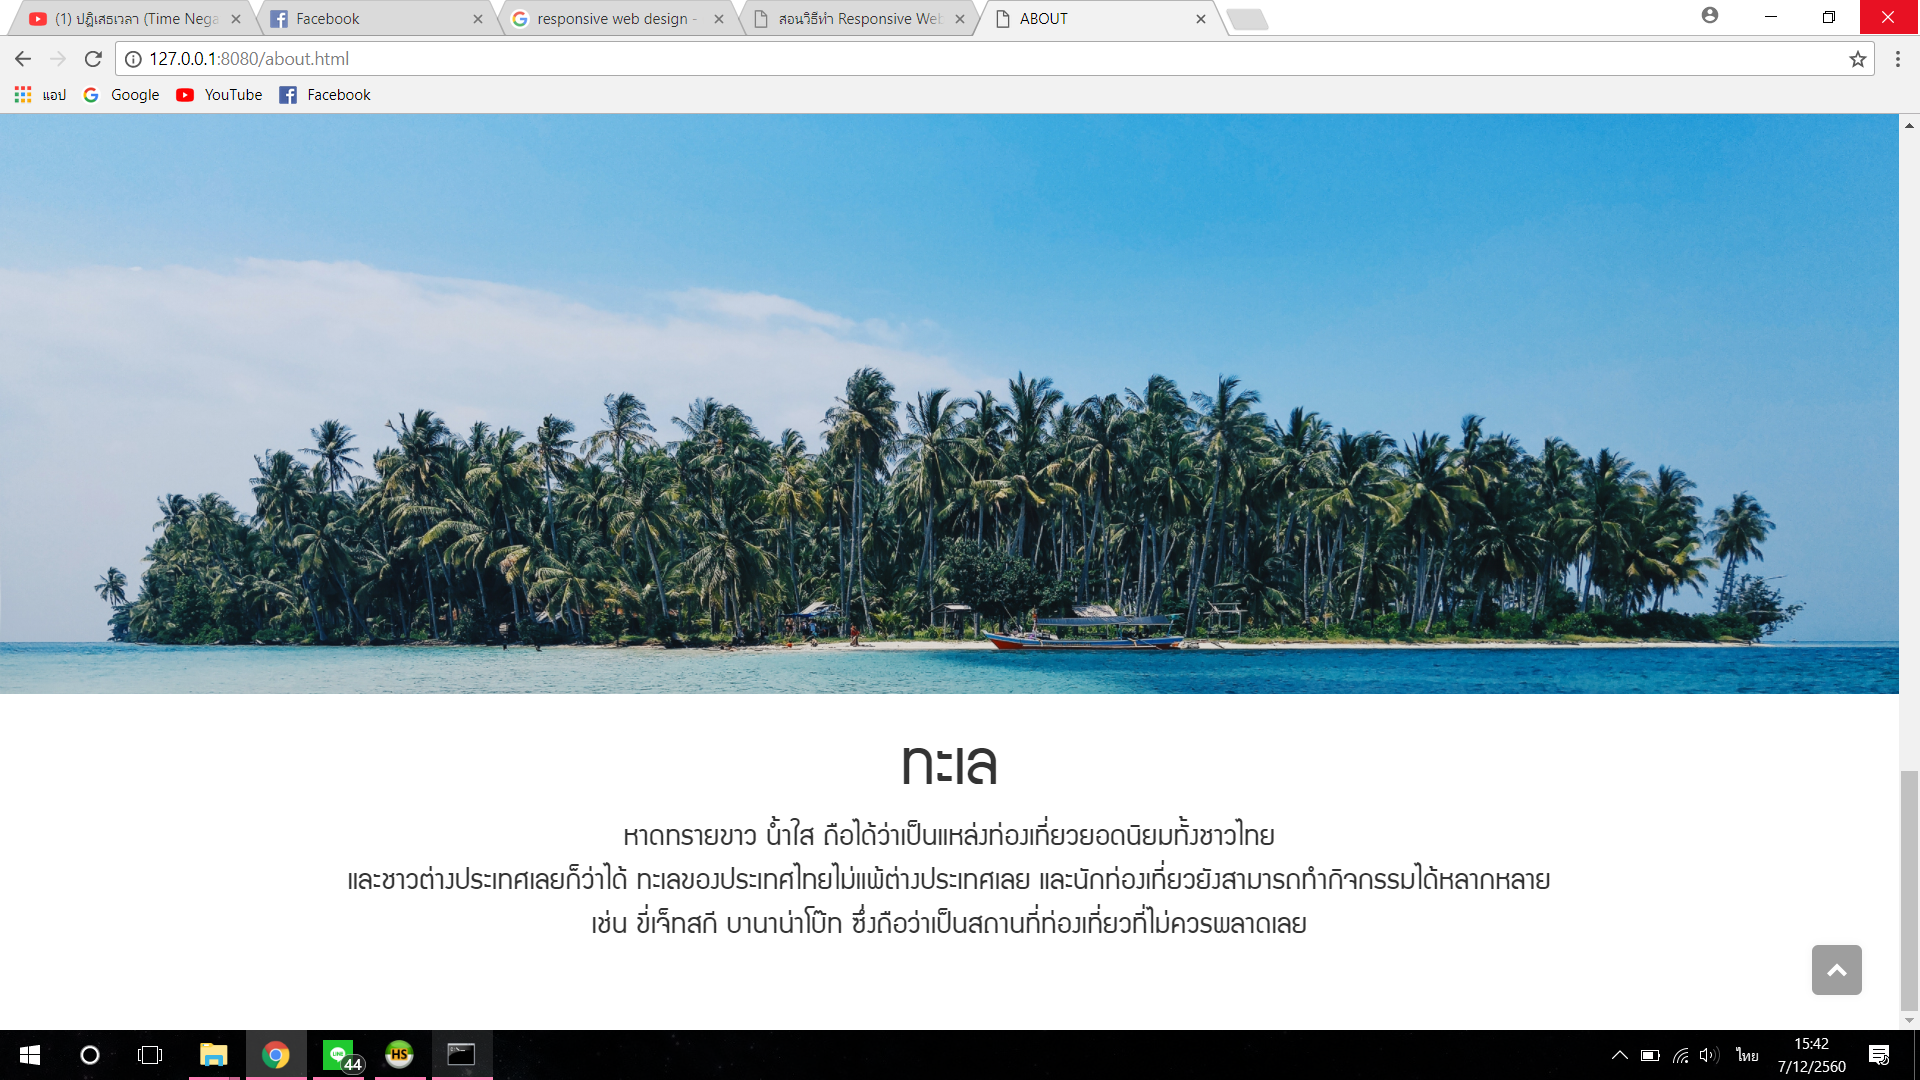 (1) ปฏิเสธเวลา (Time Nega
Facebook
responsive web design -
สอนวิธีทำ Responsive Web
ABOUT
127.0.0.1:8080/about.html
แอป
Google
YouTube
Facebook
ทะเล
หาดทรายขาว น้ำใส ถือได้ว่าเป็นแหล่งท่องเที่ยวยอดนิยมทั้งชาวไทย
และชาวต่างประเทศเลยก็ว่าได้ ทะเลของประเทศไทยไม่แพ้ต่างประเทศเลย และนักท่องเที่ยวยังสามารถทำกิจกรรมได้หลากหลาย
เช่น ขี่เจ็ทสกี บานาน่าโบ๊ท ซึ่งถือว่าเป็นสถานที่ท่องเที่ยวที่ไม่ควรพลาดเลย
LINE
44
HS
ไทย
15:42
7/12/2560